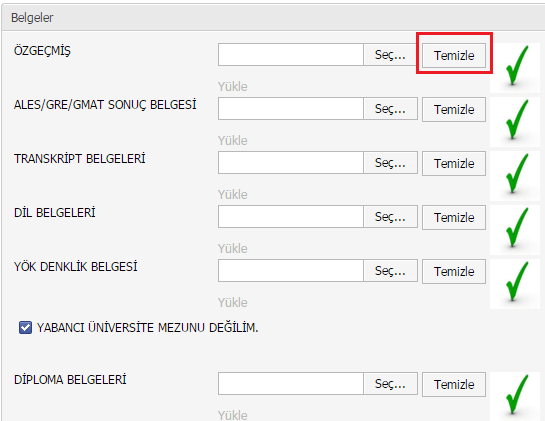 Belgeler
ÖZGEÇMİŞ Seç... Temizle
Yükle
ALES/GRE/GMAT SONUÇ BELGESİ Seç... Temizle
Yükle
TRANSKRİPT BELGELERİ Seç... Temizle
Yükle
DİL BELGELERİ Seç... Temizle
Yükle
YÖK DENKLİK BELGESİ Seç... Temizle
Yükle
YABANCI ÜNİVERSİTE MEZUNU DEĞİLİM.
DİPLOMA BELGELERİ Seç... Temizle
Yükle